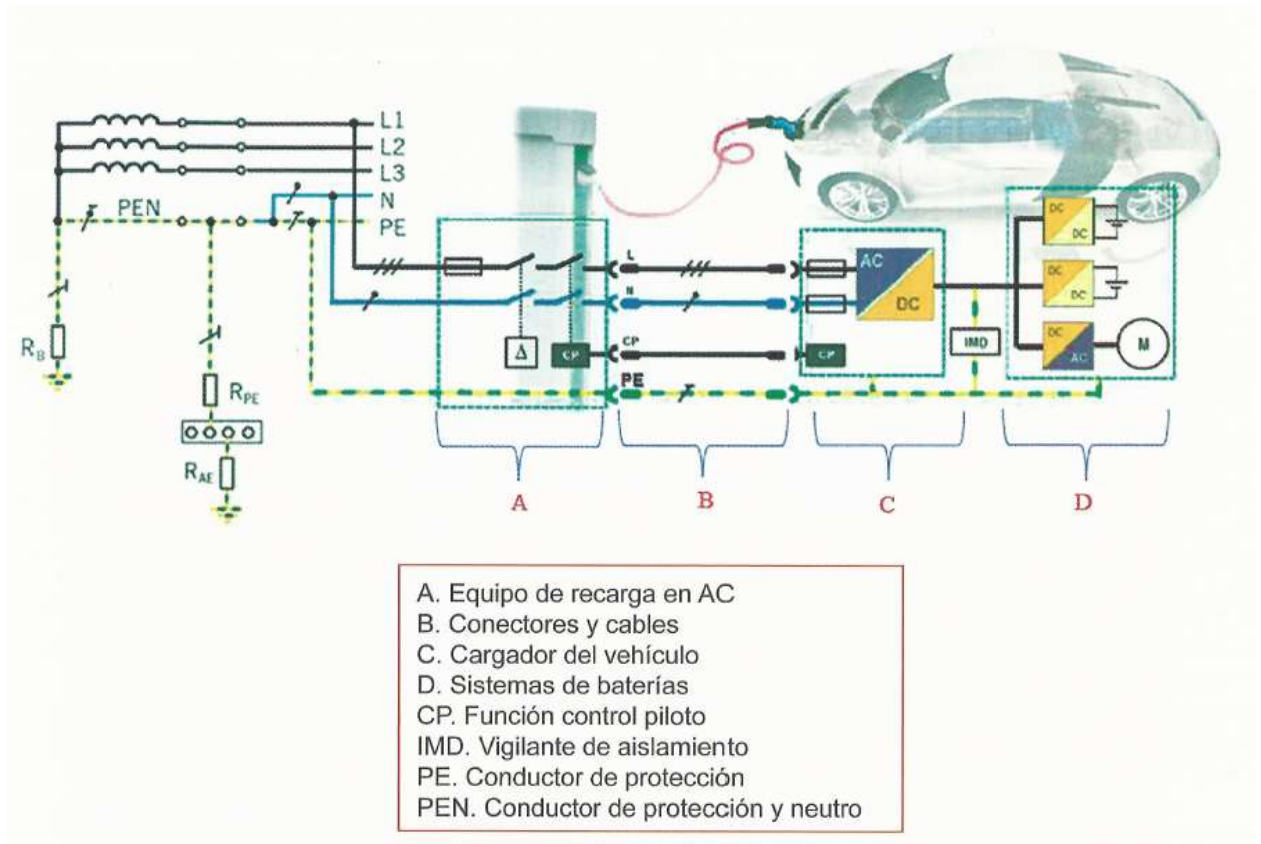 L1
L2
L3
N
PEN
PE
L
N
CP
PE
R_B
R_PE
R_AE
Δ
CP
AC
DC
CP
IMD
DC
DC
DC
DC
DC
AC
M
A
B
C
D
A. Equipo de recarga en AC
B. Conectores y cables
C. Cargador del vehículo
D. Sistemas de baterías
CP. Función control piloto
IMD. Vigilante de aislamiento
PE. Conductor de protección
PEN. Conductor de protección y neutro